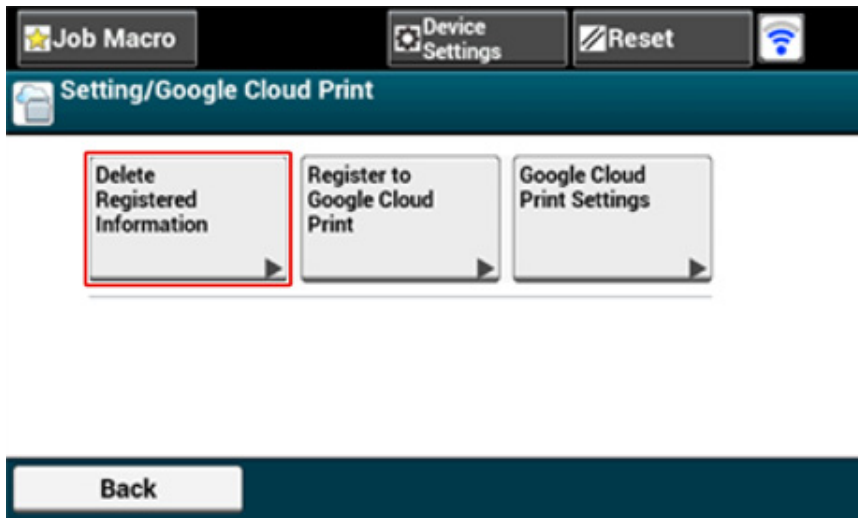 Job Macro
Device
Settings
Reset
Setting/Google Cloud Print
Delete
Registered
Information
Register to
Google Cloud
Print
Google Cloud
Print Settings
Back